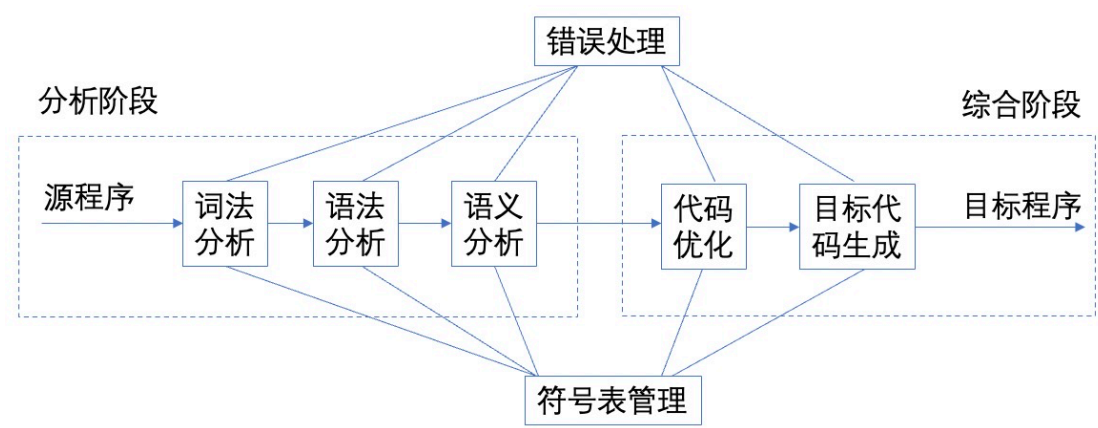 错误处理
分析阶段
综合阶段
源程序
词法
分析
语法
分析
语义
分析
代码
优化
目标代
码生成
目标程序
符号表管理